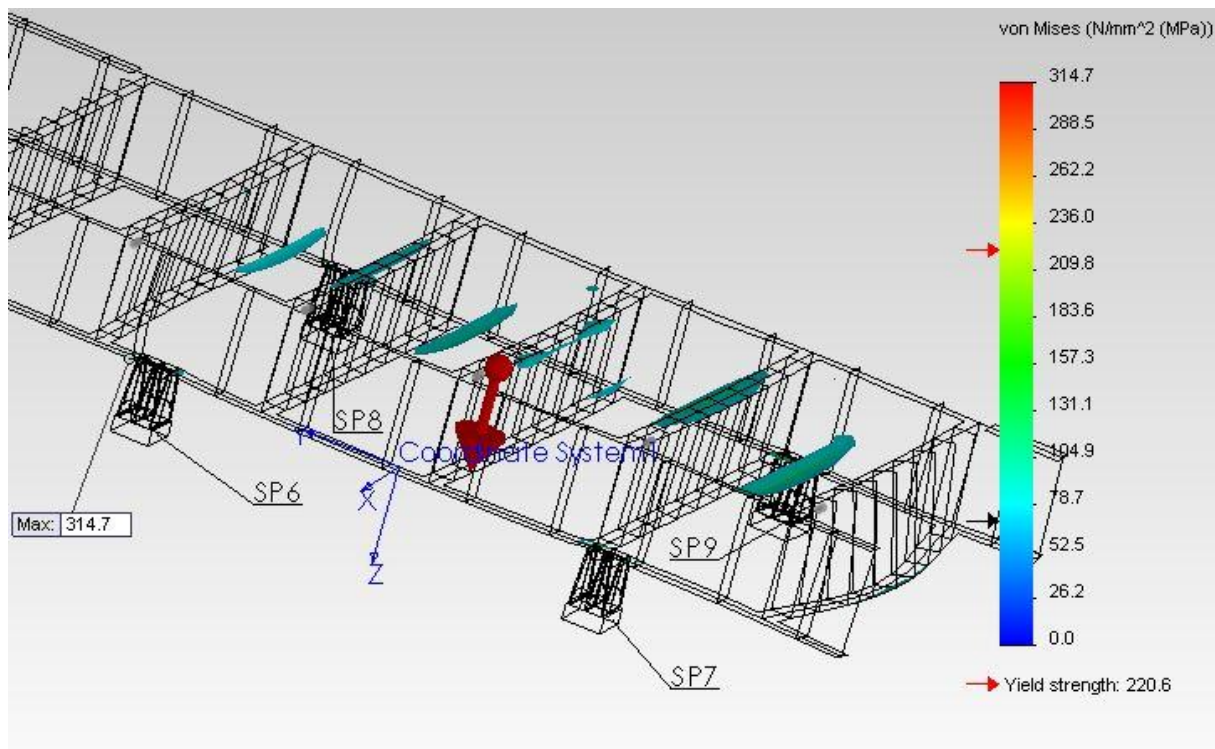 von Mises (N/mm^2 (MPa))
314.7
288.5
262.2
236.0
209.8
183.6
157.3
131.1
104.9
78.7
52.5
26.2
0.0
Yield strength: 220.6
SP8
Y
Coordinate System1
X
Z
SP6
Max: 314.7
SP9
SP7